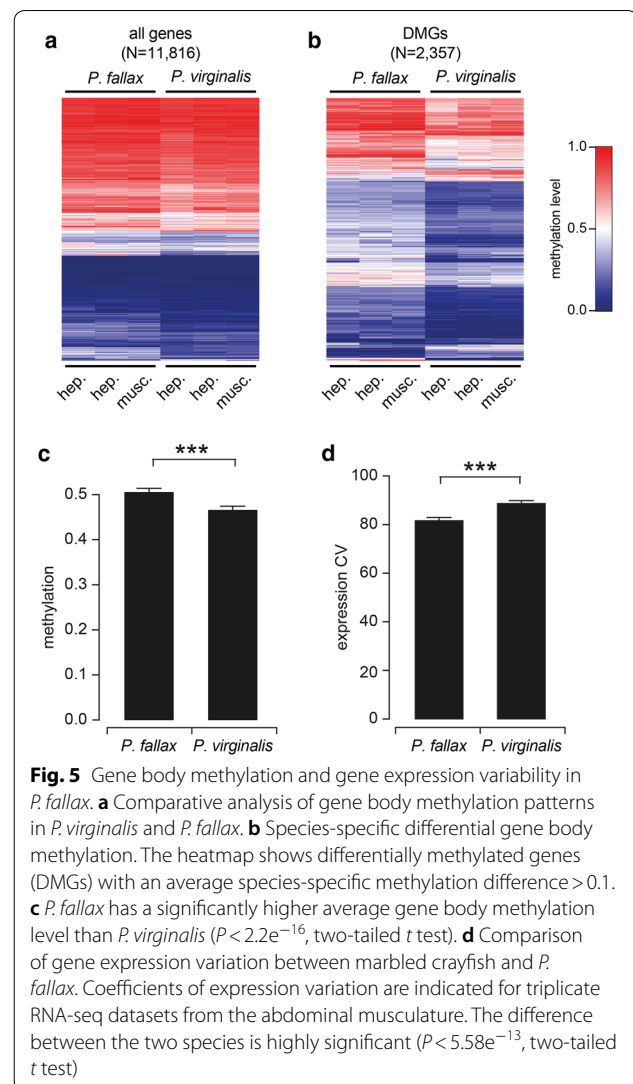 a
all genes
(N=11,816)
P. fallax P. virginalis
hep.
hep.
musc.
hep.
hep.
musc.
b
DMGs
(N=2,357)
P. fallax P. virginalis
hep.
hep.
musc.
hep.
hep.
musc.
1.0
0.5
0.0
methylation level
c
***
0.5
0.4
0.3
0.2
0.1
0.0
methylation
P. fallax P. virginalis
d
***
100
80
60
40
20
0
expression CV
P. fallax P. virginalis
Fig. 5 Gene body methylation and gene expression variability in
P. fallax. a Comparative analysis of gene body methylation patterns
in P. virginalis and P. fallax. b Species-specific differential gene body
methylation. The heatmap shows differentially methylated genes
(DMGs) with an average species-specific methylation difference > 0.1.
c P. fallax has a significantly higher average gene body methylation
level than P. virginalis (P < 2.2e−16, two-tailed t test). d Comparison
of gene expression variation between marbled crayfish and P.
fallax. Coefficients of expression variation are indicated for triplicate
RNA-seq datasets from the abdominal musculature. The difference
between the two species is highly significant (P < 5.58e−13, two-tailed
t test)